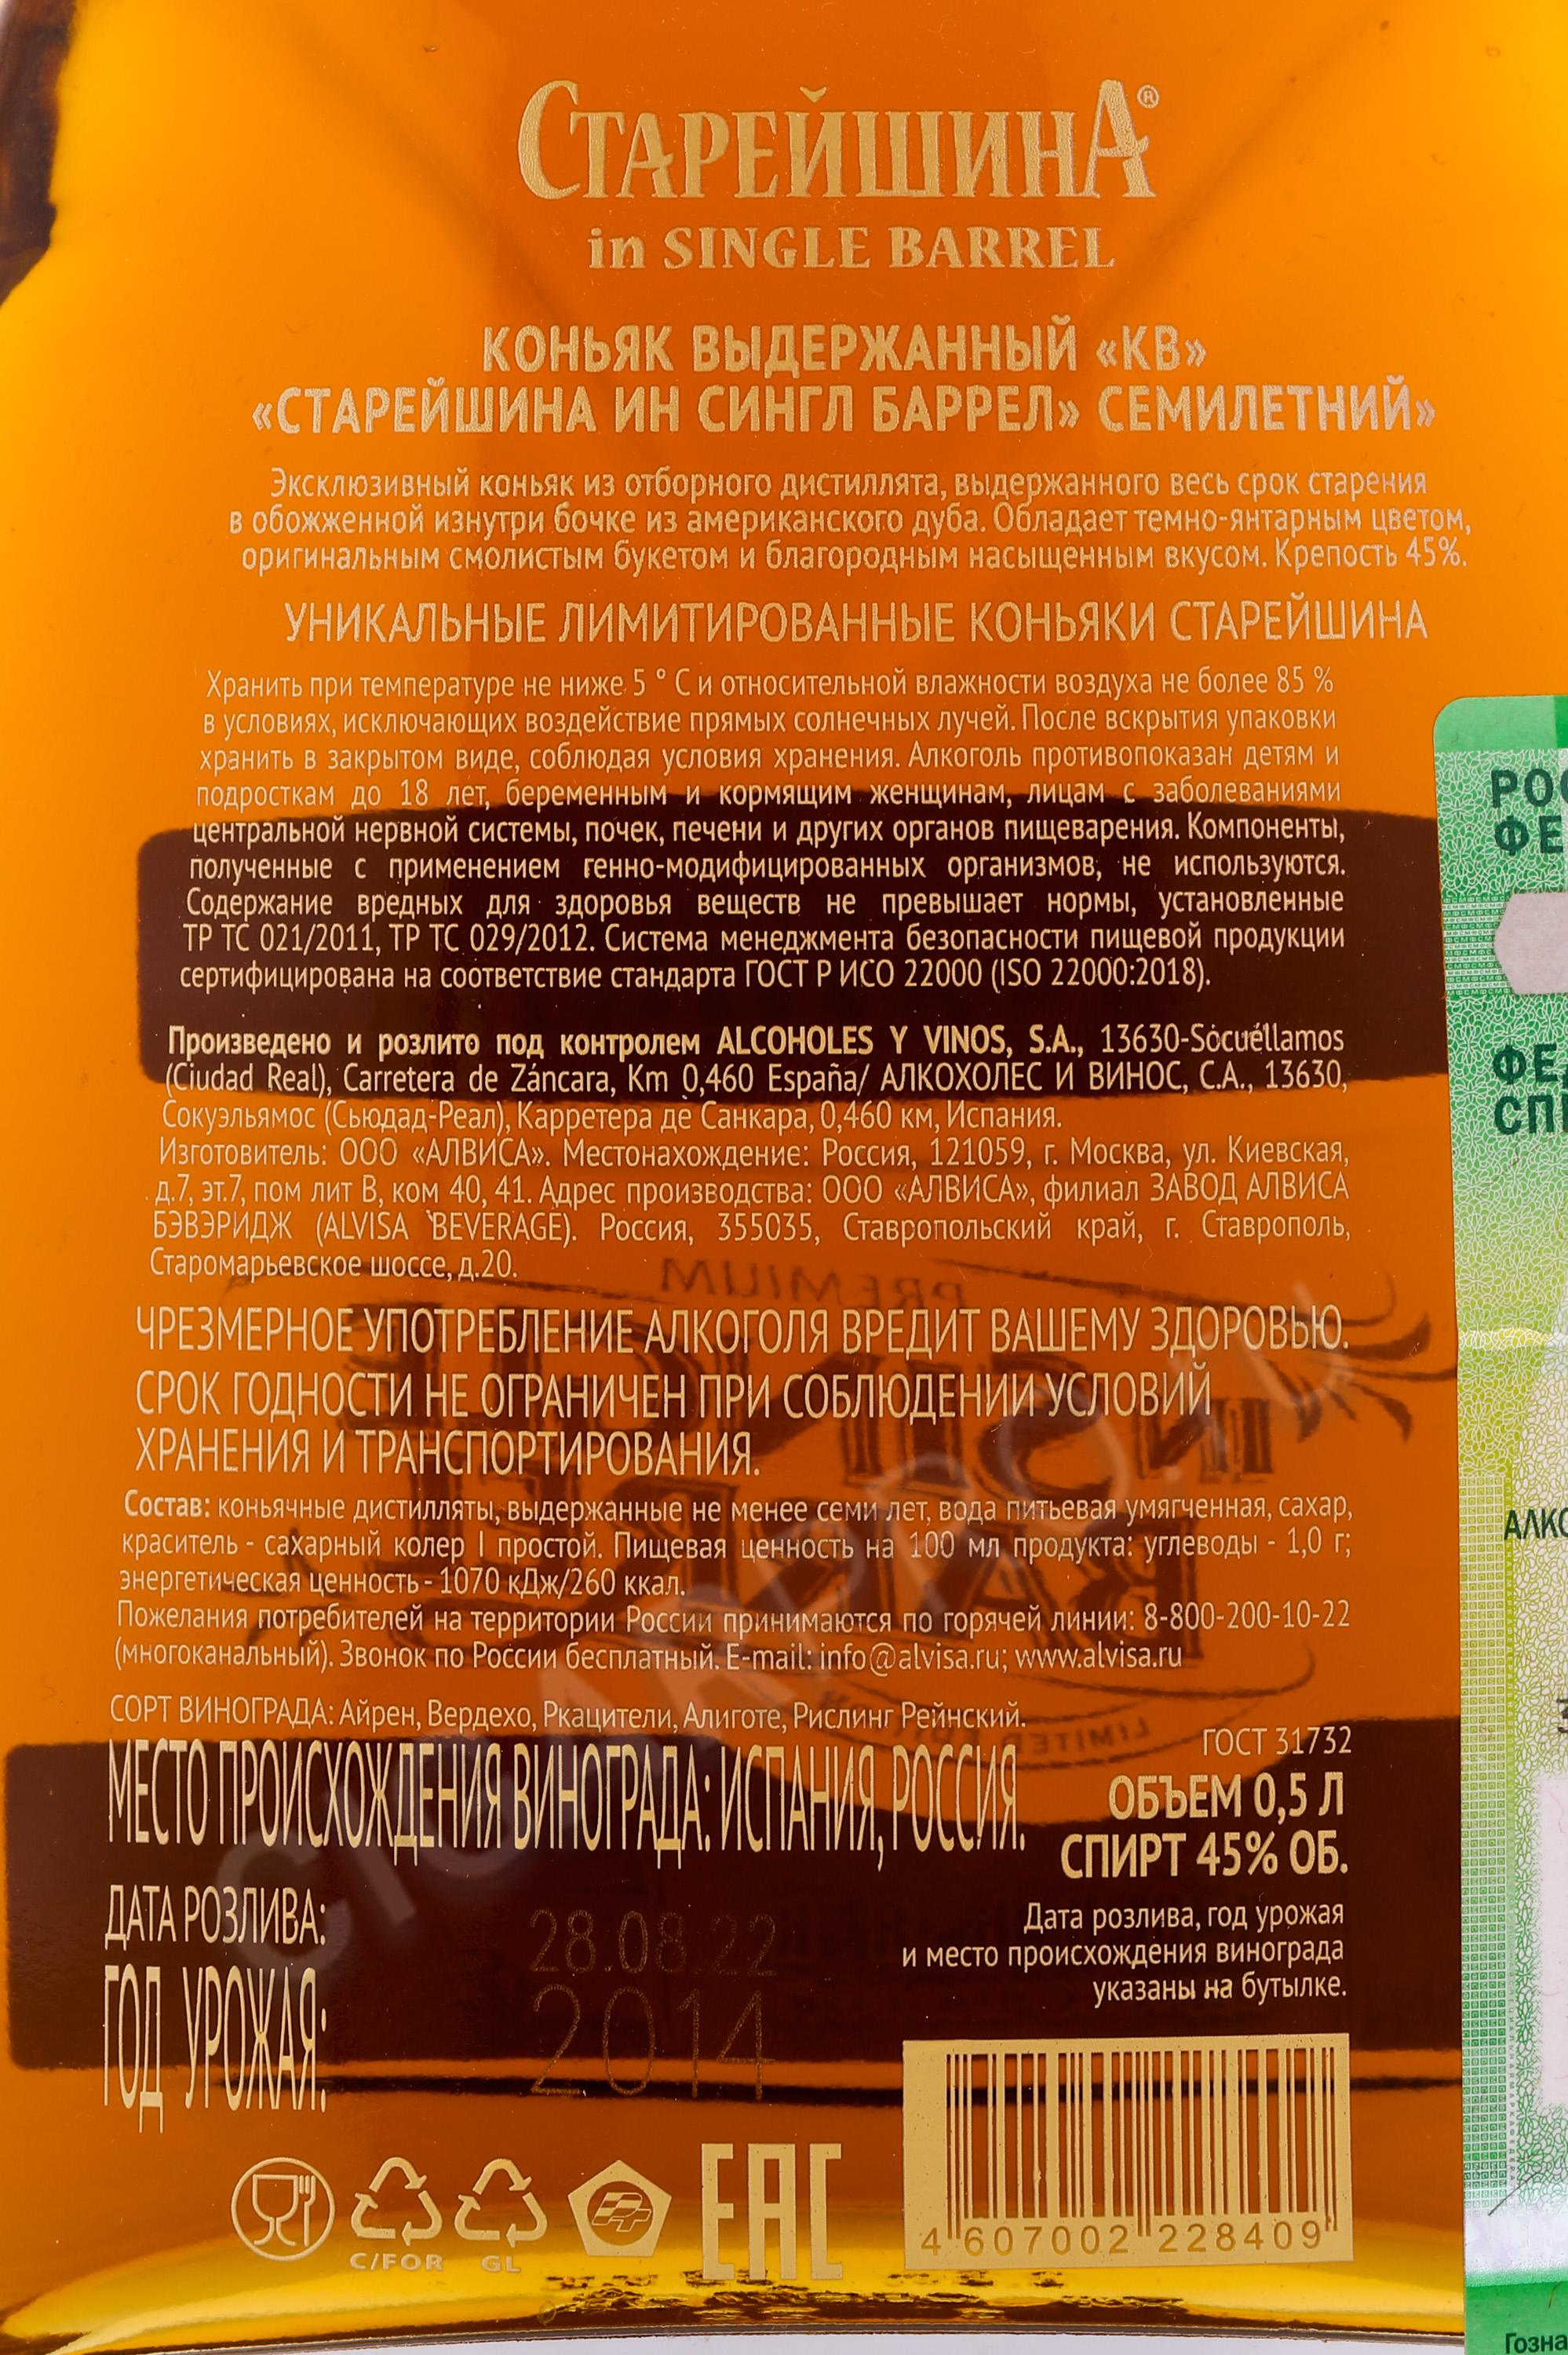 СТАРЕЙШИНА®
in SINGLE BARREL
КОНЬЯК ВЫДЕРЖАННЫЙ «КВ»
«СТАРЕЙШИНА ИН СИНГЛ БАРРЕЛ» СЕМИЛЕТНИЙ»
Эксклюзивный коньяк из отборного дистиллята, выдержанного весь срок старения
в обожженной изнутри бочке из американского дуба. Обладает темно-янтарным цветом,
оригинальным смолистым букетом и благородным насыщенным вкусом. Крепость 45%.
УНИКАЛЬНЫЕ ЛИМИТИРОВАННЫЕ КОНЬЯКИ СТАРЕЙШИНА
Хранить при температуре не ниже 5 ° С и относительной влажности воздуха не более 85 %
в условиях, исключающих воздействие прямых солнечных лучей. После вскрытия упаковки
хранить в закрытом виде, соблюдая условия хранения. Алкоголь противопоказан детям и
подросткам до 18 лет, беременным и кормящим женщинам, лицам с заболеваниями
центральной нервной системы, почек, печени и других органов пищеварения. Компоненты,
полученные с применением генно-модифицированных организмов, не используются.
Содержание вредных для здоровья веществ не превышает нормы, установленные
ТР ТС 021/2011, ТР ТС 029/2012. Система менеджмента безопасности пищевой продукции
сертифицирована на соответствие стандарта ГОСТ Р ИСО 22000 (ISO 22000:2018).
Произведено и розлито под контролем ALCOHOLES Y VINOS, S.A., 13630-Socuéllamos
(Ciudad Real), Carretera de Záncara, Km 0,460 España/ АЛКОХОЛЕС И ВИНОС, С.А., 13630,
Сокуэльямос (Сьюдад-Реал), Карретера де Санкара, 0,460 км, Испания.
Изготовитель: ООО «АЛВИСА». Местонахождение: Россия, 121059, г. Москва, ул. Киевская,
д.7, эт.7, пом лит В, ком 40, 41. Адрес производства: ООО «АЛВИСА», филиал ЗАВОД АЛВИСА
БЭВЭРИДЖ (ALVISA BEVERAGE). Россия, 355035, Ставропольский край, г. Ставрополь,
Старомарьевское шоссе, д.20.
PREMIUM
ЧРЕЗМЕРНОЕ УПОТРЕБЛЕНИЕ АЛКОГОЛЯ ВРЕДИТ ВАШЕМУ ЗДОРОВЬЮ.
СРОК ГОДНОСТИ НЕ ОГРАНИЧЕН ПРИ СОБЛЮДЕНИИ УСЛОВИЙ
ХРАНЕНИЯ И ТРАНСПОРТИРОВАНИЯ.
Состав: коньячные дистилляты, выдержанные не менее семи лет, вода питьевая умягченная, сахар,
краситель - сахарный колер I простой. Пищевая ценность на 100 мл продукта: углеводы - 1,0 г;
энергетическая ценность - 1070 кДж/260 ккал.
Пожелания потребителей на территории России принимаются по горячей линии: 8-800-200-10-22
(многоканальный). Звонок по России бесплатный. E-mail: info@alvisa.ru; www.alvisa.ru
СОРТ ВИНОГРАДА: Айрен, Вердехо, Ркацители, Алиготе, Рислинг Рейнский.
МЕСТО ПРОИСХОЖДЕНИЯ ВИНОГРАДА: ИСПАНИЯ, РОССИЯ.
ГОСТ 31732
ОБЪЕМ 0,5 Л
СПИРТ 45% ОБ.
ДАТА РОЗЛИВА: 28.08.22
ГОД УРОЖАЯ: 2014
Дата розлива, год урожая
и место происхождения винограда
указаны на бутылке.
C/FOR
GL
РСТ
EAC
4 607002 228409
CIGARPRO.RU
РО
ФЕ
ФЕД
СПЕ
АЛКО
Гозна